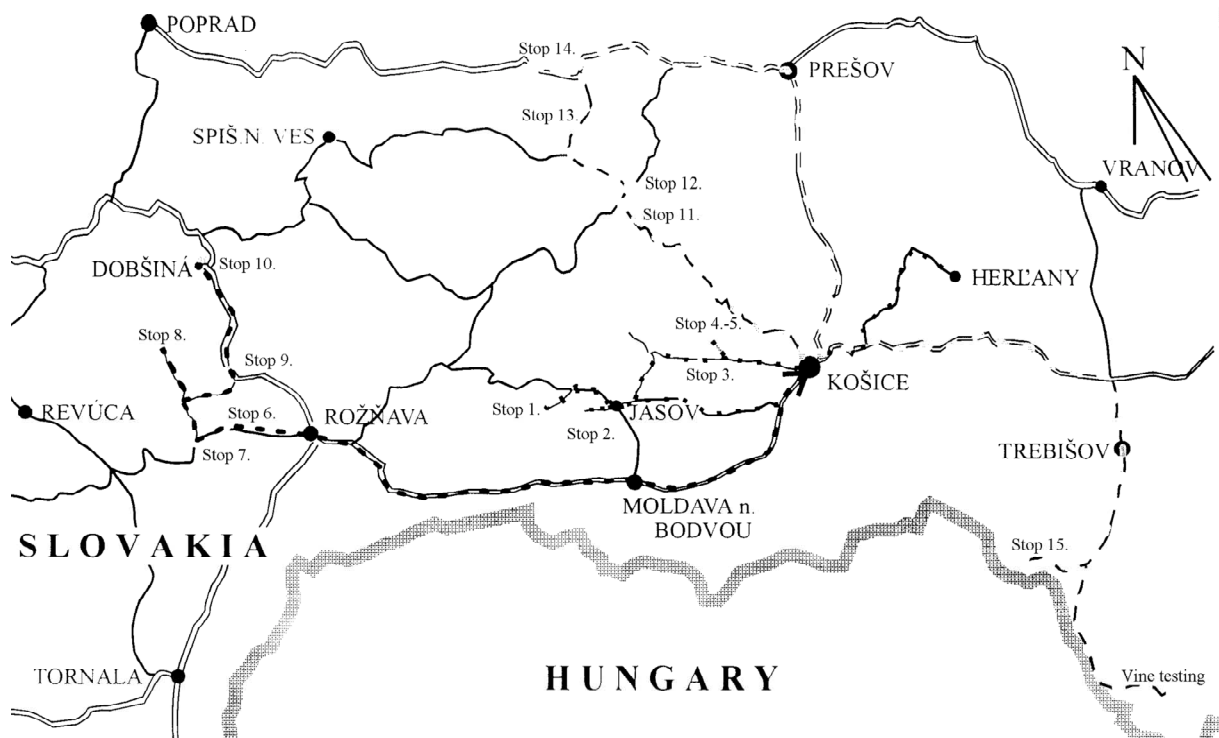 POPRAD
Stop 14.
PREŠOV
N
Stop 13.
SPIŠ.N. VES
VRANOV
Stop 12.
Stop 11.
DOBŠINÁ
Stop 10.
HERĽANY
Stop 8.
Stop 4.-5.
Stop 9.
Stop 3.
KOŠICE
REVÚCA
Stop 6.
ROŽŇAVA
Stop 1.
JASOV
Stop 2.
Stop 7.
TREBIŠOV
MOLDAVA n.
BODVOU
SLOVAKIA
Stop 15.
TORNALA
HUNGARY
Vine testing